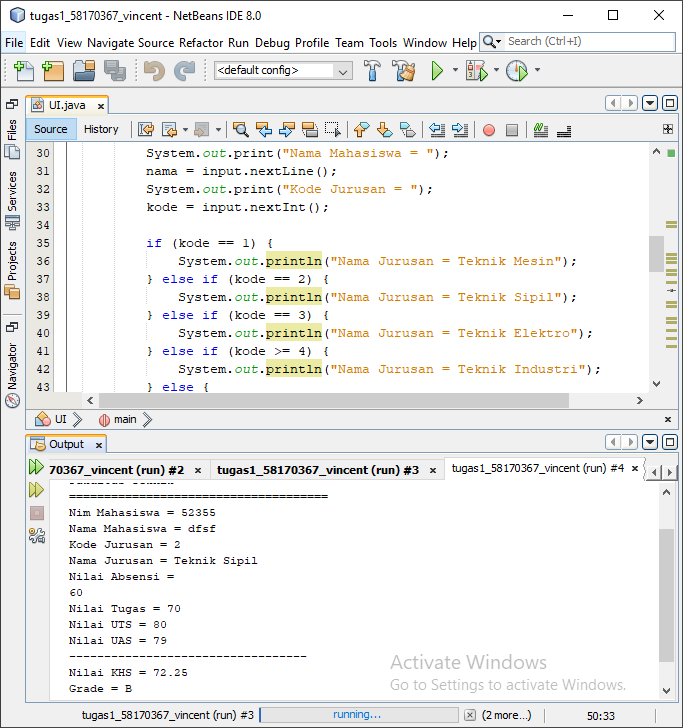 tugas1_58170367_vincent - NetBeans IDE 8.0
File Edit View Navigate Source Refactor Run Debug Profile Team Tools Window Help Search (Ctrl+I)
<default config>
UI.java
Source History
Files
Services
Projects
Navigator
30 System.out.print("Nama Mahasiswa = ");
31 nama = input.nextLine();
32 System.out.print("Kode Jurusan = ");
33 kode = input.nextInt();
34
35 if (kode == 1) {
36 System.out.println("Nama Jurusan = Teknik Mesin");
37 } else if (kode == 2) {
38 System.out.println("Nama Jurusan = Teknik Sipil");
39 } else if (kode == 3) {
40 System.out.println("Nama Jurusan = Teknik Elektro");
41 } else if (kode >= 4) {
42 System.out.println("Nama Jurusan = Teknik Industri");
43 } else {
UI main
Output
70367_vincent (run) #2 tugas1_58170367_vincent (run) #3 tugas1_58170367_vincent (run) #4
=====================================
Nim Mahasiswa = 52355
Nama Mahasiswa = dfsf
Kode Jurusan = 2
Nama Jurusan = Teknik Sipil
Nilai Absensi =
60
Nilai Tugas = 70
Nilai UTS = 80
Nilai UAS = 79
----------------------------------
Nilai KHS = 72.25
Grade = B
Activate Windows
Go to Settings to activate Windows.
tugas1_58170367_vincent (run) #3 running... (2 more...) 50:33